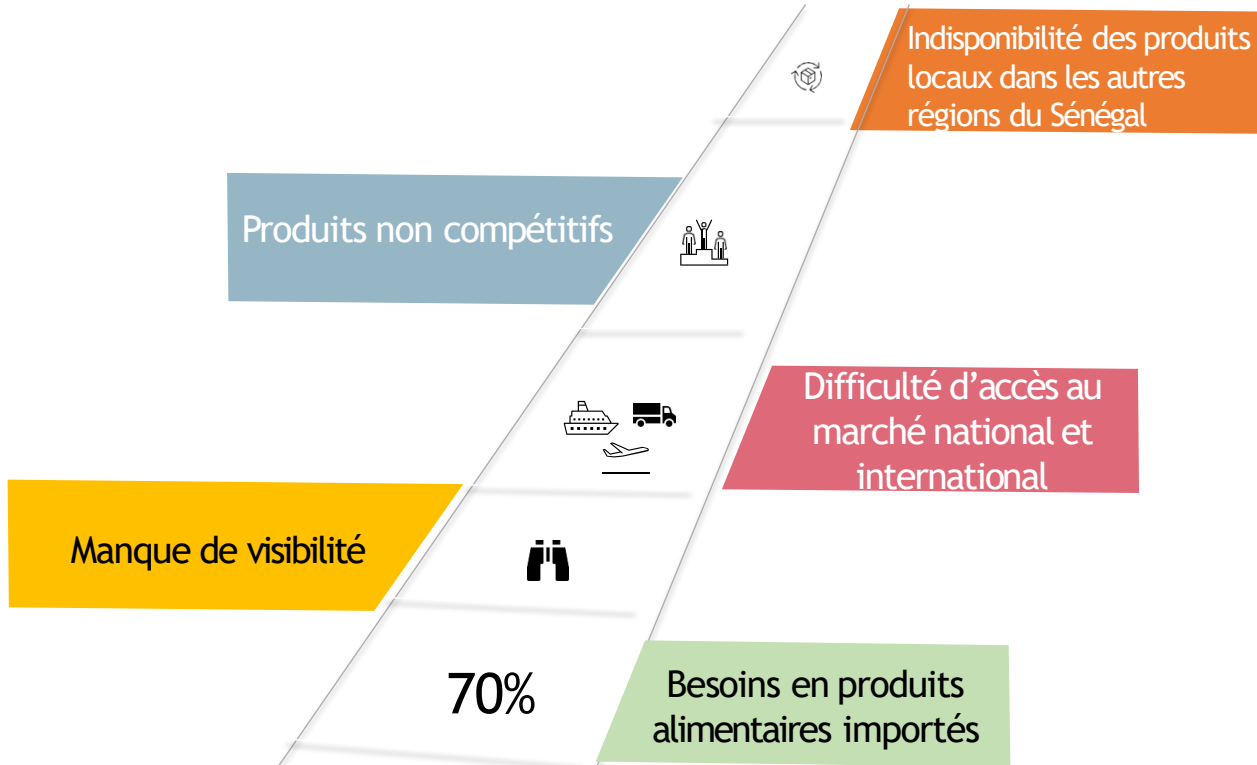 Indisponibilité des produits
locaux dans les autres
régions du Sénégal
Produits non compétitifs
Difficulté d’accès au
marché national et
international
Manque de visibilité
70%
Besoins en produits
alimentaires importés